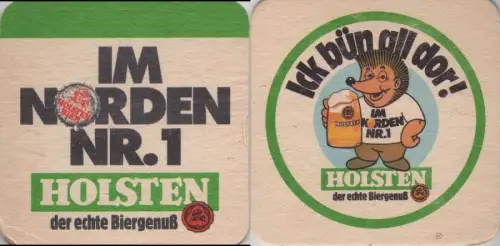 IM
NORDEN
NR. 1
HOLSTEN
der echte Biergenuß
Ick bün all dor!
HOLSTEN
IM
NORDEN
NR. 1
HOLSTEN
der echte Biergenuß